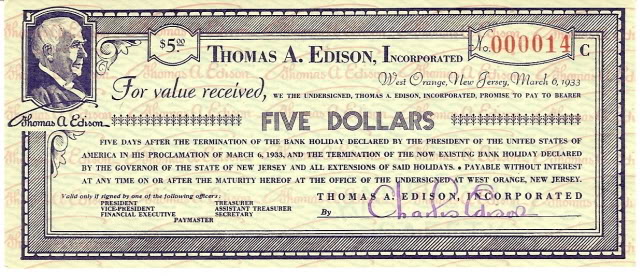 $5.00
THOMAS A. EDISON, INCORPORATED
No. 000014 C
West Orange, New Jersey, March 6, 1933
For value received, WE THE UNDERSIGNED, THOMAS A. EDISON, INCORPORATED, PROMISE TO PAY TO BEARER
Thomas A Edison
FIVE DOLLARS
FIVE DAYS AFTER THE TERMINATION OF THE BANK HOLIDAY DECLARED BY THE PRESIDENT OF THE UNITED STATES OF
AMERICA IN HIS PROCLAMATION OF MARCH 6, 1933, AND THE TERMINATION OF THE NOW EXISTING BANK HOLIDAY DECLARED
BY THE GOVERNOR OF THE STATE OF NEW JERSEY AND ALL EXTENSIONS OF SAID HOLIDAYS. • PAYABLE WITHOUT INTEREST
AT ANY TIME ON OR AFTER THE MATURITY HEREOF AT THE OFFICE OF THE UNDERSIGNED AT WEST ORANGE, NEW JERSEY.
Valid only if signed by one of the following officers:
PRESIDENT TREASURER
VICE-PRESIDENT ASSISTANT TREASURER
FINANCIAL EXECUTIVE SECRETARY
PAYMASTER
THOMAS A. EDISON, INCORPORATED
By Charles Edison